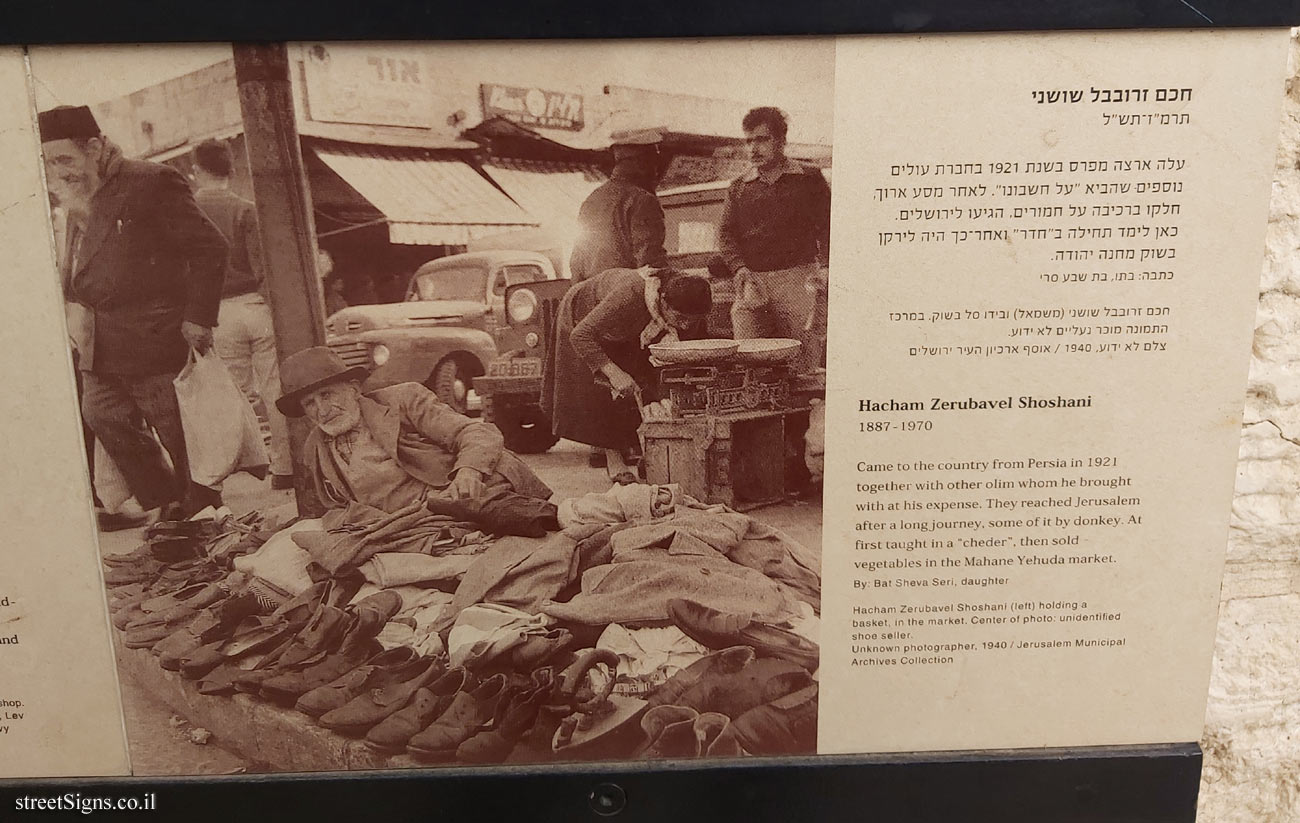 חכם זרובבל שושני
תרמ"ז־תש"ל
עלה ארצה מפרס בשנת 1921 בחברת עולים
נוספים שהביא "על חשבונו". לאחר מסע ארוך,
חלקו ברכיבה על חמורים, הגיעו לירושלים.
כאן לימד תחילה ב"חדר" ואחר־כך היה לירקן
בשוק מחנה יהודה.
כתבה: בתו, בת שבע סרי
חכם זרובבל שושני (משמאל) ובידו סל בשוק. במרכז
התמונה מוכר נעליים לא ידוע.
צלם לא ידוע, 1940 / אוסף ארכיון העיר ירושלים
Hacham Zerubavel Shoshani
1887-1970
Came to the country from Persia in 1921
together with other olim whom he brought
with at his expense. They reached Jerusalem
after a long journey, some of it by donkey. At
first taught in a "cheder", then sold
vegetables in the Mahane Yehuda market.
By: Bat Sheva Seri, daughter
Hacham Zerubavel Shoshani (left) holding a
basket, in the market. Center of photo: unidentified
shoe seller.
Unknown photographer, 1940 / Jerusalem Municipal
Archives Collection
אור
nd
shop.
, Lev
streetSigns.co.il